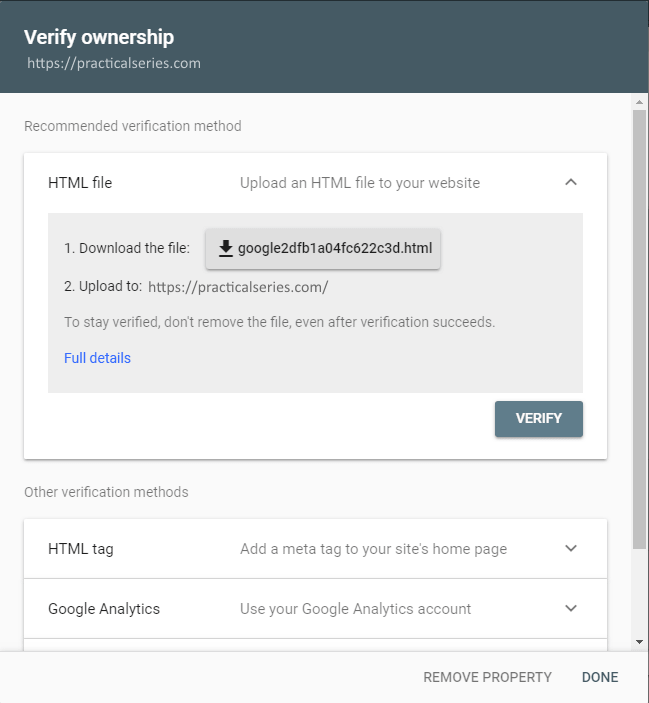 Verify ownership
https://practicalseries.com
Recommended verification method
HTML file Upload an HTML file to your website
1. Download the file: google2dfb1a04fc622c3d.html
2. Upload to: https://practicalseries.com/
To stay verified, don't remove the file, even after verification succeeds.
Full details
VERIFY
Other verification methods
HTML tag Add a meta tag to your site's home page
Google Analytics Use your Google Analytics account
REMOVE PROPERTY DONE